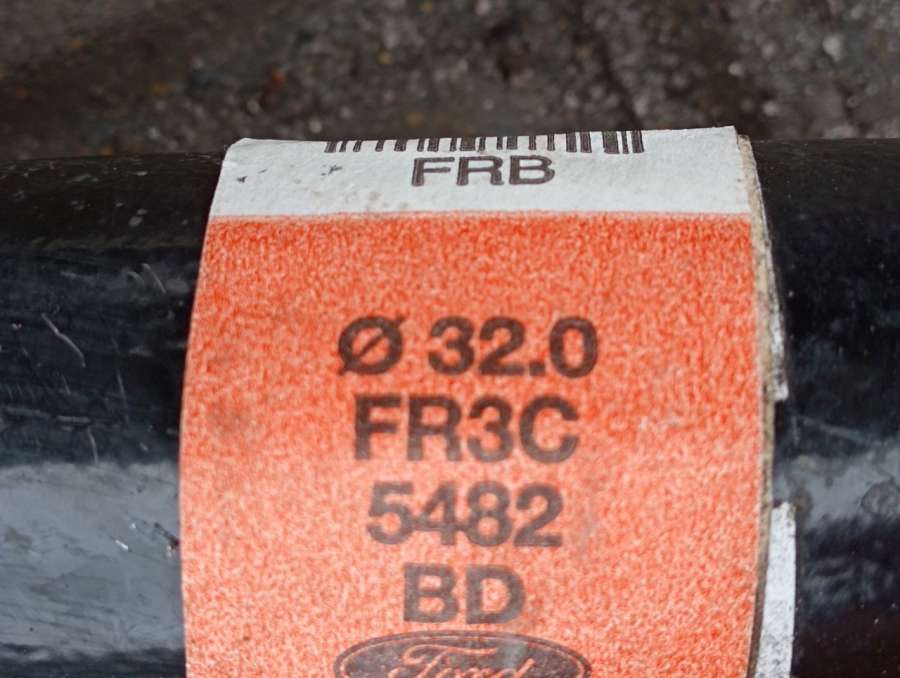 FRB
Ø 32.0
FR3C
5482
BD
Ford